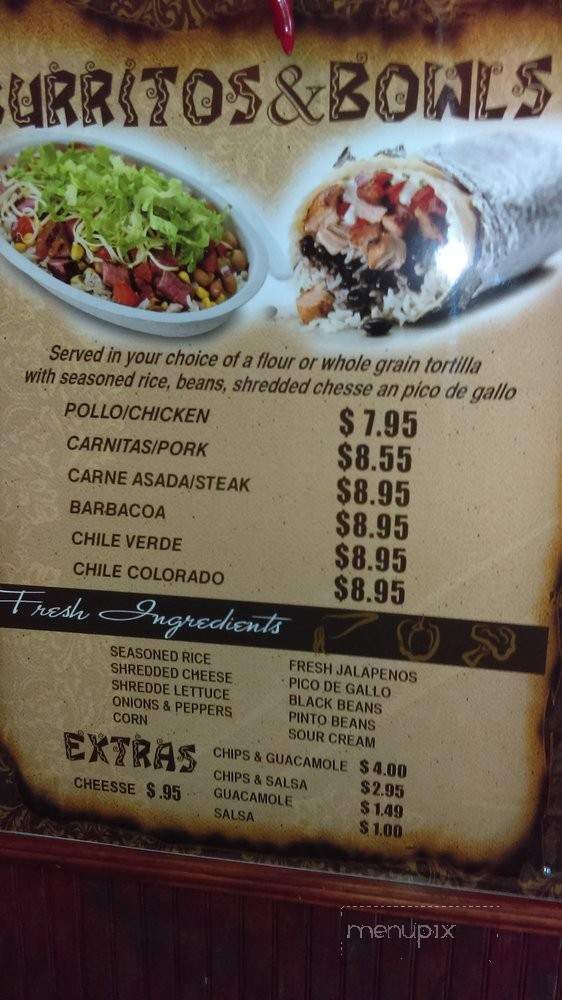 BURRITOS&BOWLS
Served in your choice of a flour or whole grain tortilla
with seasoned rice, beans, shredded chesse an pico de gallo
POLLO/CHICKEN $ 7.95
CARNITAS/PORK $8.55
CARNE ASADA/STEAK $8.95
BARBACOA $8.95
CHILE VERDE $8.95
CHILE COLORADO $8.95
Fresh Ingredients
SEASONED RICE
SHREDDED CHEESE
SHREDDE LETTUCE
ONIONS & PEPPERS
CORN
FRESH JALAPENOS
PICO DE GALLO
BLACK BEANS
PINTO BEANS
SOUR CREAM
EXTRAS
CHEESSE $ .95
CHIPS & GUACAMOLE $ 4.00
CHIPS & SALSA $2.95
GUACAMOLE $ 1.49
SALSA $ 1.00
menupix